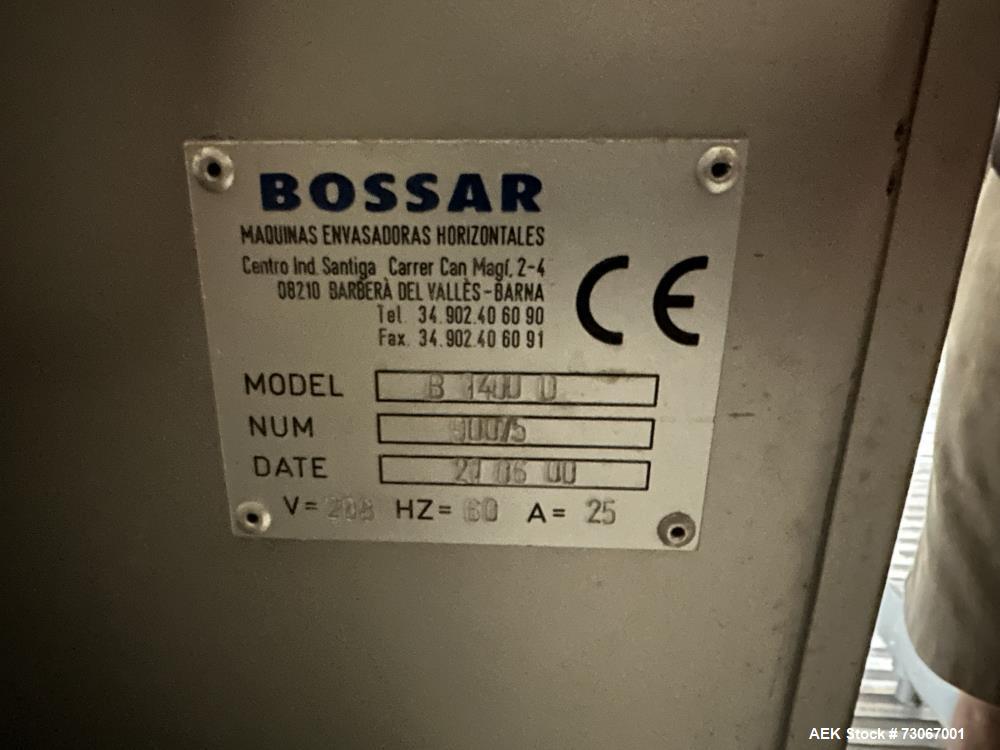 BOSSAR
MAQUINAS ENVASADORAS HORIZONTALES
Centro Ind. Santiga Carrer Can Magí, 2-4
08210 BARBERÀ DEL VALLÈS-BARNA
Tel. 34.902.40 60 90
Fax. 34.902.40 60 91
CE
MODEL B 1400 D
NUM
DATE 06 00
V= 208 HZ= 60 A= 25
AEK Stock # 73067001